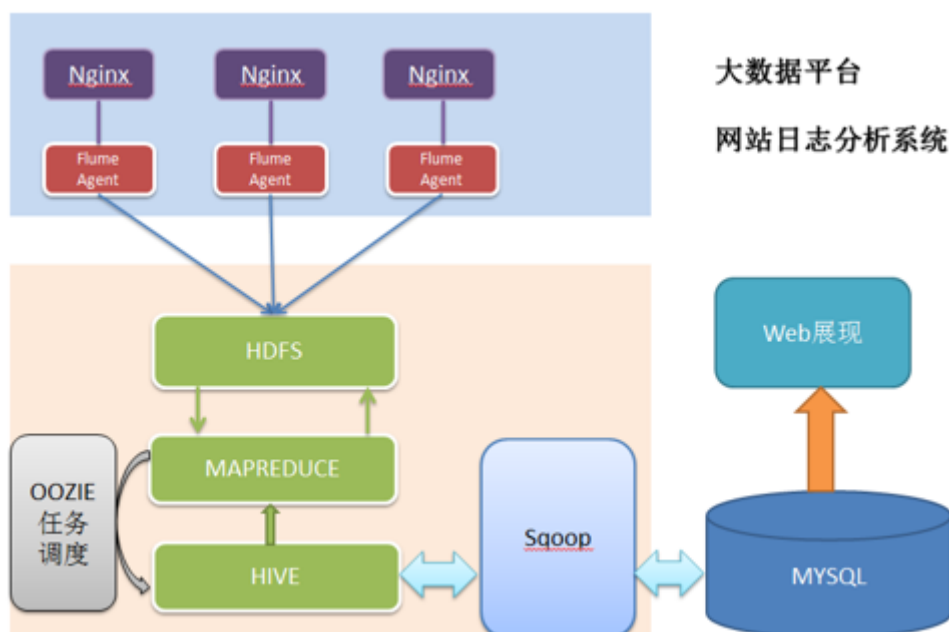 Nginx
Nginx
Nginx
大数据平台
网站日志分析系统
Flume
Agent
Flume
Agent
Flume
Agent
HDFS
Web展现
MAPREDUCE
OOZIE
任务
调度
Sqoop
HIVE
MYSQL